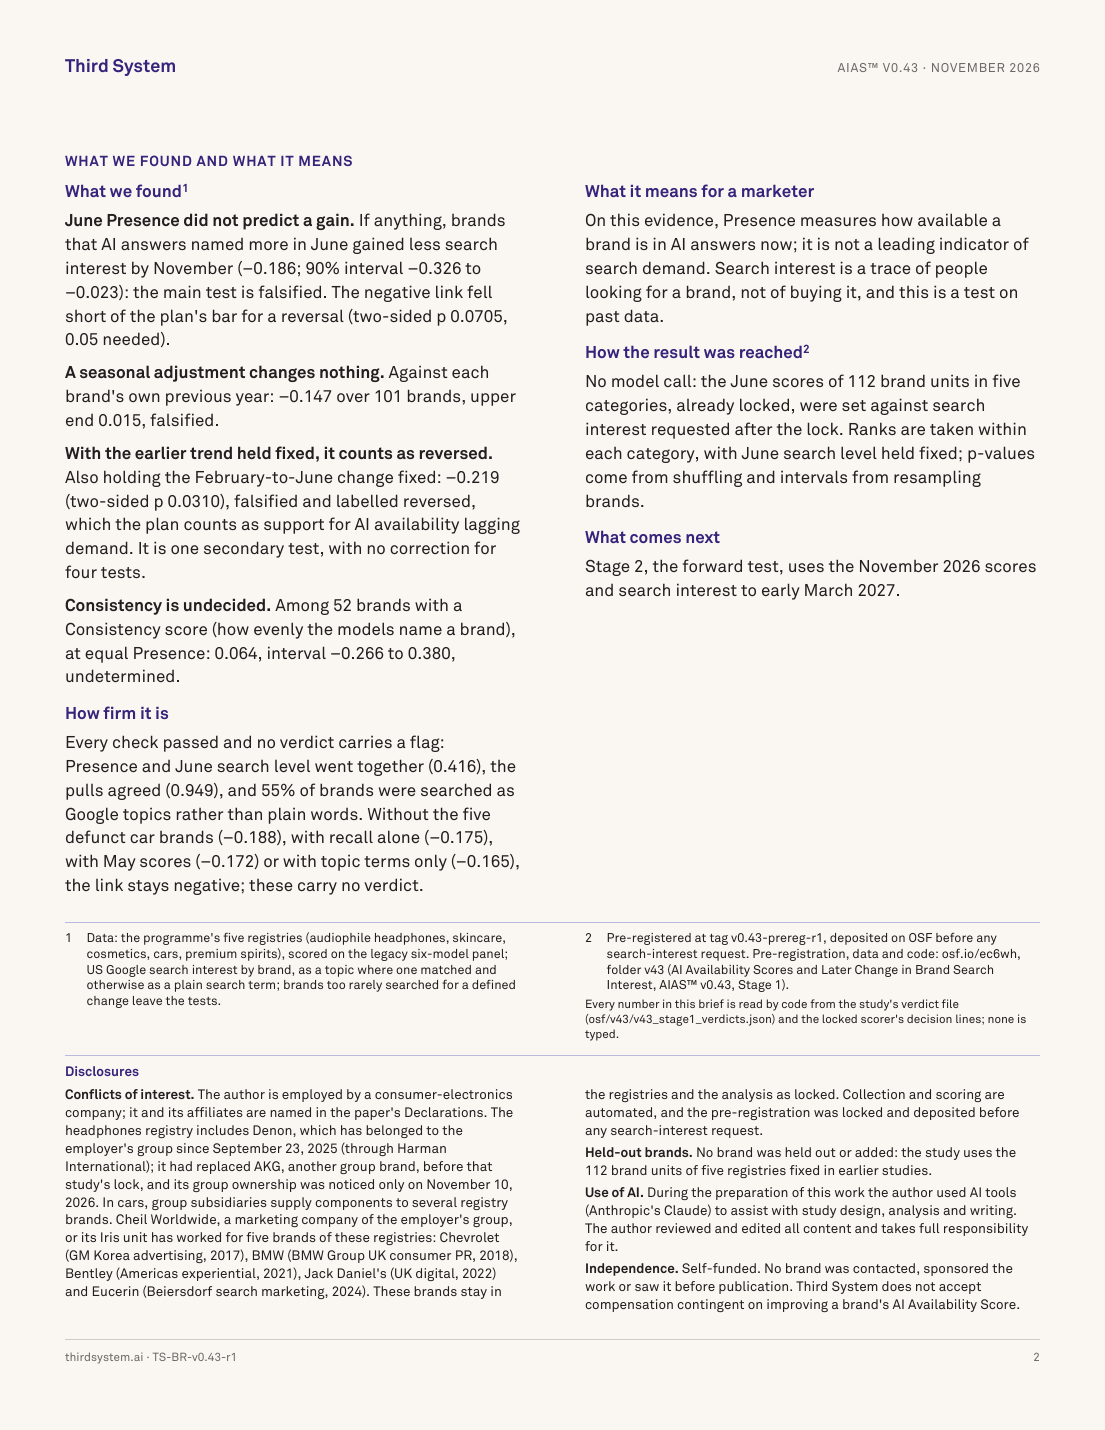 Third System
AIAS™ V0.43 · NOVEMBER 2026
WHAT WE FOUND AND WHAT IT MEANS
What we found¹
June Presence did not predict a gain. If anything, brands
that AI answers named more in June gained less search
interest by November (−0.186; 90% interval −0.326 to
−0.023): the main test is falsified. The negative link fell
short of the plan's bar for a reversal (two-sided p 0.0705,
0.05 needed).
A seasonal adjustment changes nothing. Against each
brand's own previous year: −0.147 over 101 brands, upper
end 0.015, falsified.
With the earlier trend held fixed, it counts as reversed.
Also holding the February-to-June change fixed: −0.219
(two-sided p 0.0310), falsified and labelled reversed,
which the plan counts as support for AI availability lagging
demand. It is one secondary test, with no correction for
four tests.
Consistency is undecided. Among 52 brands with a
Consistency score (how evenly the models name a brand),
at equal Presence: 0.064, interval −0.266 to 0.380,
undetermined.
How firm it is
Every check passed and no verdict carries a flag:
Presence and June search level went together (0.416), the
pulls agreed (0.949), and 55% of brands were searched as
Google topics rather than plain words. Without the five
defunct car brands (−0.188), with recall alone (−0.175),
with May scores (−0.172) or with topic terms only (−0.165),
the link stays negative; these carry no verdict.
What it means for a marketer
On this evidence, Presence measures how available a
brand is in AI answers now; it is not a leading indicator of
search demand. Search interest is a trace of people
looking for a brand, not of buying it, and this is a test on
past data.
How the result was reached²
No model call: the June scores of 112 brand units in five
categories, already locked, were set against search
interest requested after the lock. Ranks are taken within
each category, with June search level held fixed; p-values
come from shuffling and intervals from resampling
brands.
What comes next
Stage 2, the forward test, uses the November 2026 scores
and search interest to early March 2027.
1 Data: the programme's five registries (audiophile headphones, skincare,
cosmetics, cars, premium spirits), scored on the legacy six-model panel;
US Google search interest by brand, as a topic where one matched and
otherwise as a plain search term; brands too rarely searched for a defined
change leave the tests.
2 Pre-registered at tag v0.43-prereg-r1, deposited on OSF before any
search-interest request. Pre-registration, data and code: osf.io/ec6wh,
folder v43 (AI Availability Scores and Later Change in Brand Search
Interest, AIAS™ v0.43, Stage 1).
Every number in this brief is read by code from the study's verdict file
(osf/v43/v43_stage1_verdicts.json) and the locked scorer's decision lines; none is
typed.
Disclosures
Conflicts of interest. The author is employed by a consumer-electronics
company; it and its affiliates are named in the paper's Declarations. The
headphones registry includes Denon, which has belonged to the
employer's group since September 23, 2025 (through Harman
International); it had replaced AKG, another group brand, before that
study's lock, and its group ownership was noticed only on November 10,
2026. In cars, group subsidiaries supply components to several registry
brands. Cheil Worldwide, a marketing company of the employer's group,
or its Iris unit has worked for five brands of these registries: Chevrolet
(GM Korea advertising, 2017), BMW (BMW Group UK consumer PR, 2018),
Bentley (Americas experiential, 2021), Jack Daniel's (UK digital, 2022)
and Eucerin (Beiersdorf search marketing, 2024). These brands stay in
the registries and the analysis as locked. Collection and scoring are
automated, and the pre-registration was locked and deposited before
any search-interest request.
Held-out brands. No brand was held out or added: the study uses the
112 brand units of five registries fixed in earlier studies.
Use of AI. During the preparation of this work the author used AI tools
(Anthropic's Claude) to assist with study design, analysis and writing.
The author reviewed and edited all content and takes full responsibility
for it.
Independence. Self-funded. No brand was contacted, sponsored the
work or saw it before publication. Third System does not accept
compensation contingent on improving a brand's AI Availability Score.
thirdsystem.ai · TS-BR-v0.43-r1
2